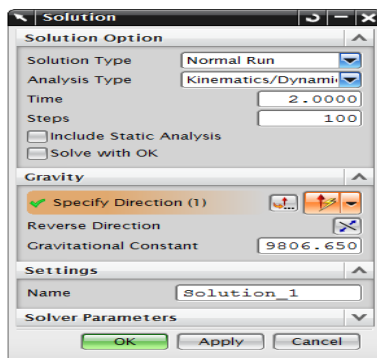 Solution
Solution Option
Solution Type Normal Run
Analysis Type Kinematics/Dynami
Time 2.0000
Steps 100
Include Static Analysis
Solve with OK
Gravity
Specify Direction (1)
Reverse Direction
Gravitational Constant 9806.650
Settings
Name Solution_1
Solver Parameters
OK Apply Cancel